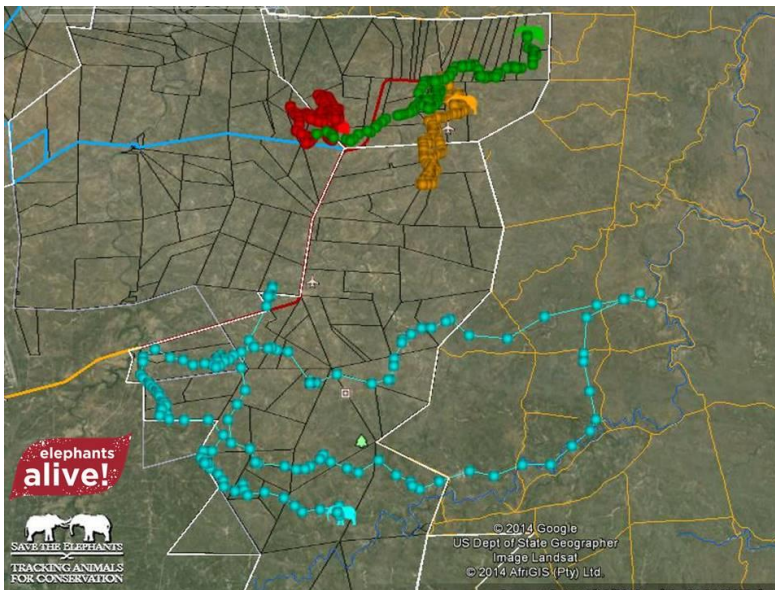 elephants
alive!
SAVE THE ELEPHANTS
TRACKING ANIMALS
FOR CONSERVATION
© 2014 Google
US Dept of State Geographer
Image Landsat
© 2014 AfriGIS (Pty) Ltd.